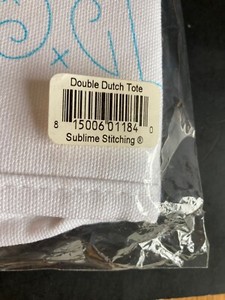 Double Dutch Tote
8 15006 01184 0
Sublime Stitching ®